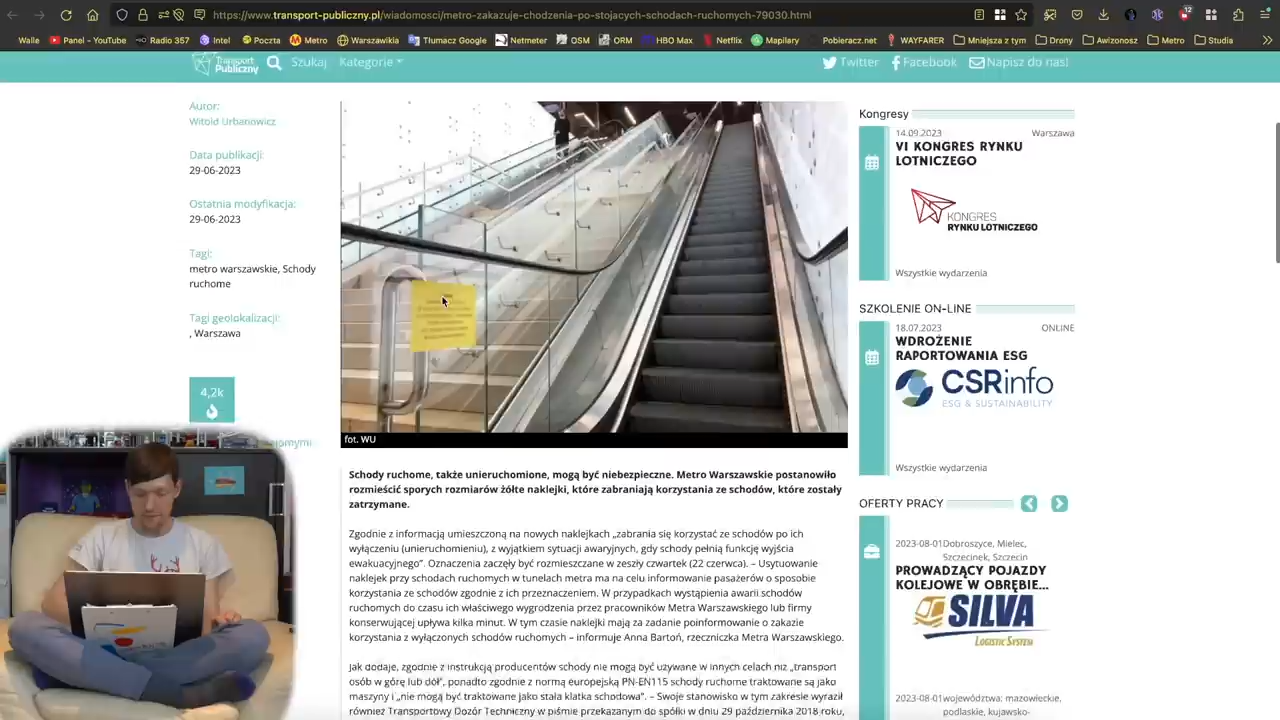 https://www.transport-publiczny.pl/wiadomosci/metro-zakazuje-chodzenia-po-stojacych-schodach-ruchomych-79030.html
12
Walle Panel - YouTube Radio 357 Intel Poczta Metro Warszawikia Tłumacz Google Netmeter OSM ORM HBO Max Netflix Mapilary Pobieracz.net WAYFARER Mniejsza z tym Drony Awizonosz Metro Studia
Transport Publiczny Szukaj Kategorie Twitter Facebook Napisz do nas!
Autor:
Witold Urbanowicz
Data publikacji:
29-06-2023
Ostatnia modyfikacja:
29-06-2023
Tagi:
metro warszawskie, Schody
ruchome
Tagi geolokalizacji:
, Warszawa
4,2k
fot. WU
Schody ruchome, także unieruchomione, mogą być niebezpieczne. Metro Warszawskie postanowiło
rozmieścić sporych rozmiarów żółte naklejki, które zabraniają korzystania ze schodów, które zostały
zatrzymane.
Zgodnie z informacją umieszczoną na nowych naklejkach „zabrania się korzystać ze schodów po ich
wyłączeniu (unieruchomieniu), z wyjątkiem sytuacji awaryjnych, gdy schody pełnią funkcję wyjścia
ewakuacyjnego”. Oznaczenia zaczęły być rozmieszczane w zeszły czwartek (22 czerwca). – Usytuowanie
naklejek przy schodach ruchomych w tunelach metra ma na celu informowanie pasażerów o sposobie
korzystania ze schodów zgodnie z ich przeznaczeniem. W przypadkach wystąpienia awarii schodów
ruchomych do czasu ich właściwego wygrodzenia przez pracowników Metra Warszawskiego lub firmy
konserwującej upływa kilka minut. W tym czasie naklejki mają za zadanie poinformowanie o zakazie
korzystania z wyłączonych schodów ruchomych – informuje Anna Bartoń, rzeczniczka Metra Warszawskiego.
Jak dodaje, zgodnie z instrukcją producentów schody nie mogą być używane w innych celach niż „transport
osób w górę lub dół”, ponadto zgodnie z normą europejską PN-EN115 schody ruchome traktowane są jako
maszyny i „nie mogą być traktowane jako stała klatka schodowa”. – Swoje stanowisko w tym zakresie wyraził
również Transportowy Dozór Techniczny w piśmie przekazanym do spółki w dniu 29 października 2018 roku,
Kongresy
14.09.2023 Warszawa
VI KONGRES RYNKU
LOTNICZEGO
KONGRES
RYNKU LOTNICZEGO
Wszystkie wydarzenia
SZKOLENIE ON-LINE
18.07.2023 ONLINE
WDROŻENIE
RAPORTOWANIA ESG
CSRinfo
ESG & SUSTAINABILITY
Wszystkie wydarzenia
OFERTY PRACY
2023-08-01 Dobroszyce, Mielec,
Szczecinek, Szczecin
PROWADZĄCY POJAZDY
KOLEJOWE W OBRĘBIE...
SILVA
LOGISTIC SYSTEM
2023-08-01 województwa: mazowieckie,
podlaskie, kujawsko-